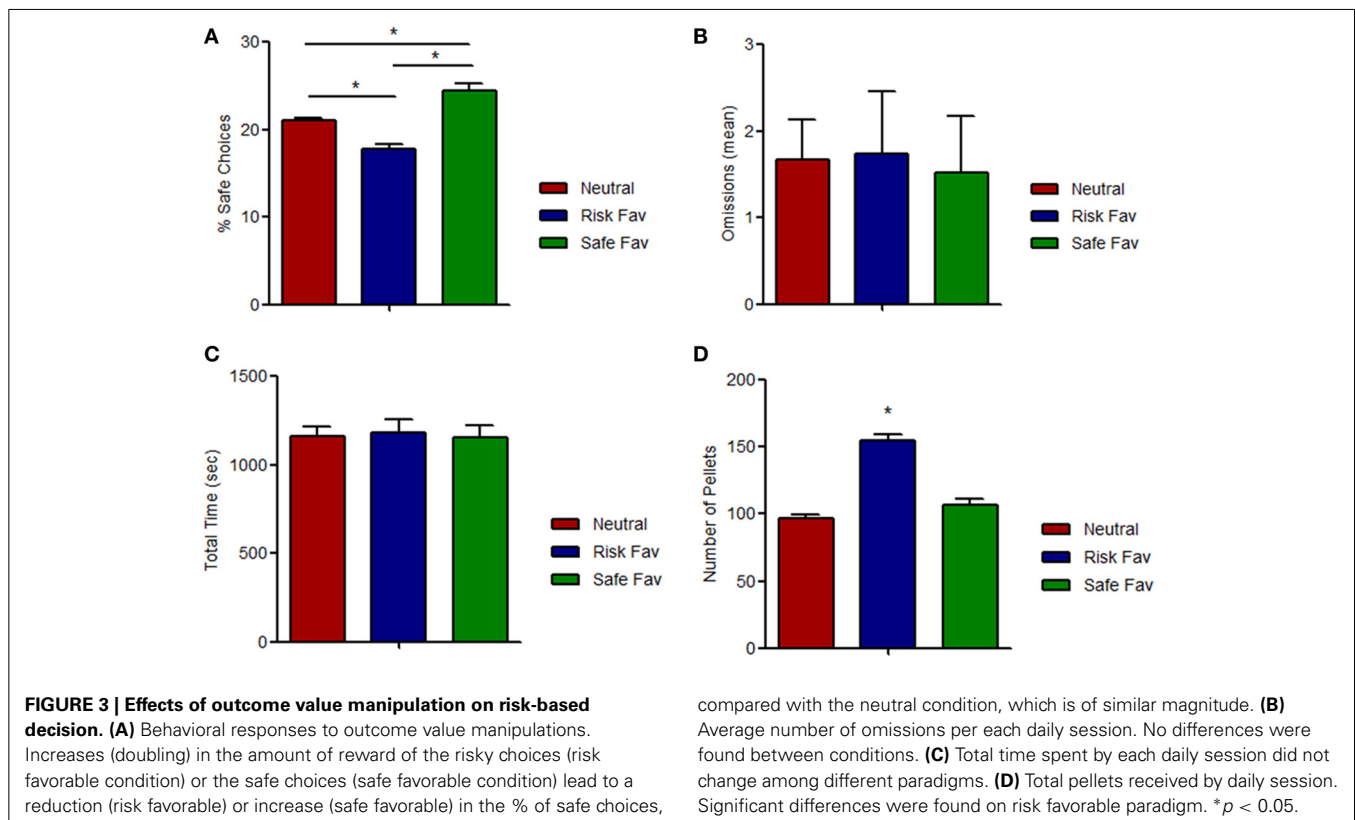 A
30
20
10
0
% Safe Choices
*
*
*
Neutral
Risk Fav
Safe Fav
B
3
2
1
0
Omissions (mean)
Neutral
Risk Fav
Safe Fav
C
1500
1000
500
0
Total Time (sec)
Neutral
Risk Fav
Safe Fav
D
200
150
100
50
0
Number of Pellets
*
Neutral
Risk Fav
Safe Fav
FIGURE 3 | Effects of outcome value manipulation on risk-based
decision. (A) Behavioral responses to outcome value manipulations.
Increases (doubling) in the amount of reward of the risky choices (risk
favorable condition) or the safe choices (safe favorable condition) lead to a
reduction (risk favorable) or increase (safe favorable) in the % of safe choices,
compared with the neutral condition, which is of similar magnitude. (B)
Average number of omissions per each daily session. No differences were
found between conditions. (C) Total time spent by each daily session did not
change among different paradigms. (D) Total pellets received by daily session.
Significant differences were found on risk favorable paradigm. *p < 0.05.